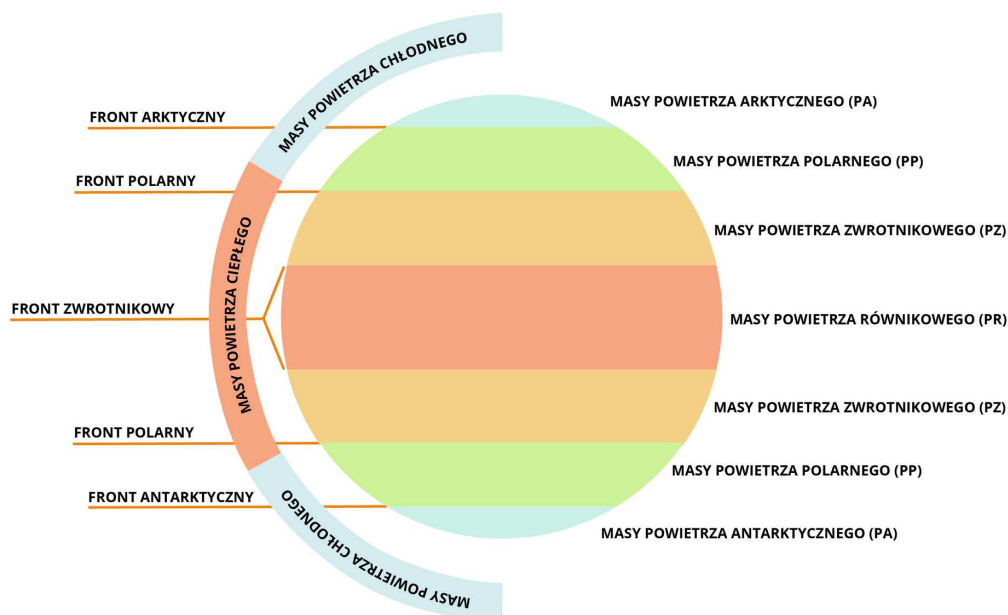 MASY POWIETRZA CHŁODNEGO
MASY POWIETRZA ARKTYCZNEGO (PA)
FRONT ARKTYCZNY
MASY POWIETRZA POLARNEGO (PP)
FRONT POLARNY
MASY POWIETRZA ZWROTNIKOWEGO (PZ)
MASY POWIETRZA CIEPŁEGO
FRONT ZWROTNIKOWY
MASY POWIETRZA RÓWNIKOWEGO (PR)
MASY POWIETRZA ZWROTNIKOWEGO (PZ)
FRONT POLARNY
MASY POWIETRZA POLARNEGO (PP)
FRONT ANTARKTYCZNY
MASY POWIETRZA ANTARKTYCZNEGO (PA)
MASY POWIETRZA CHŁODNEGO